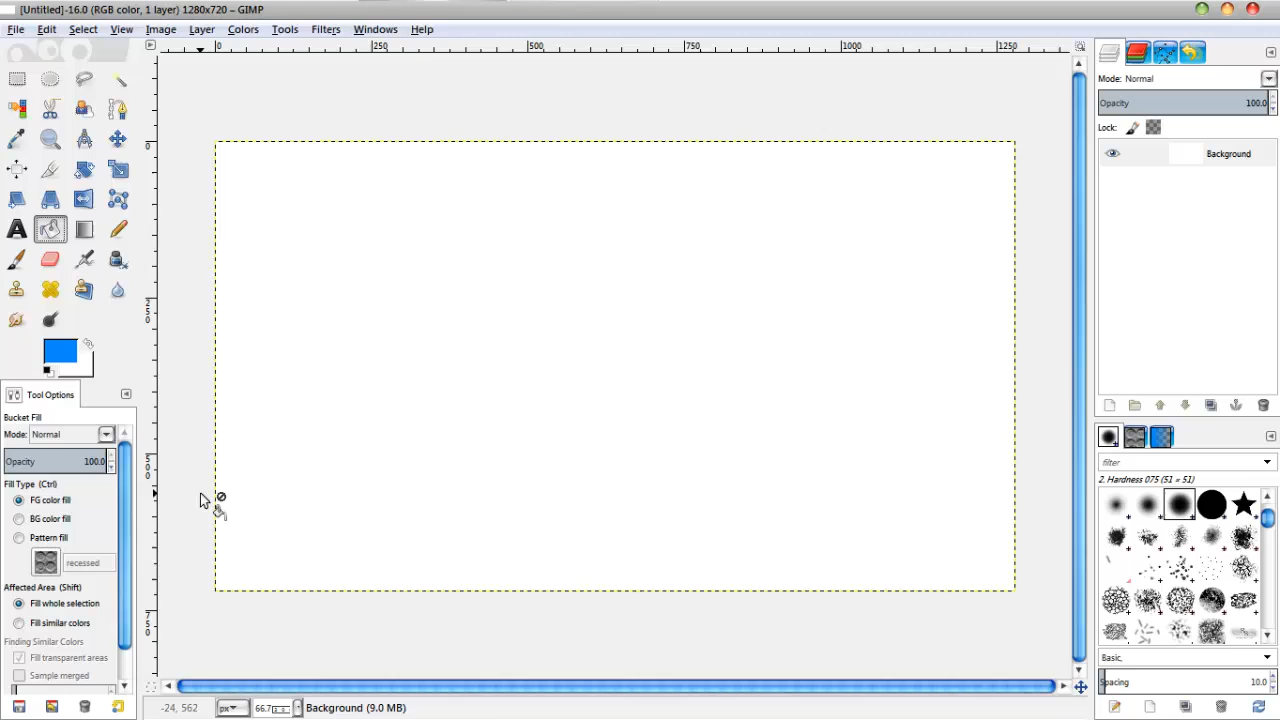 [Untitled]-16.0 (RGB color, 1 layer) 1280x720 – GIMP
File Edit Select View Image Layer Colors Tools Filters Windows Help
0 250 500 750 1000 1250
Mode: Normal
Opacity 100.0
Lock:
Background
0
250
500
750
Tool Options
Bucket Fill
Mode: Normal
Opacity 100.0
Fill Type (Ctrl)
FG color fill
BG color fill
Pattern fill
recessed
Affected Area (Shift)
Fill whole selection
Fill similar colors
Finding Similar Colors
Fill transparent areas
Sample merged
filter
2. Hardness 075 (51 × 51)
Basic,
Spacing 10.0
-24, 562 px 66.7 Background (9.0 MB)